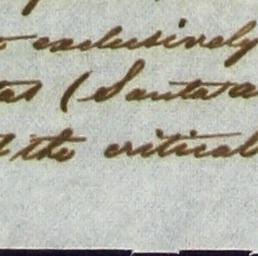 exclusively
(Santa a
the critical